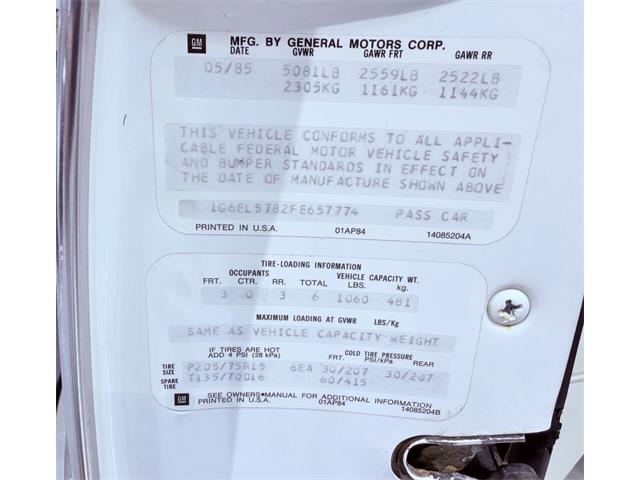 GM MFG. BY GENERAL MOTORS CORP.
DATE GVWR GAWR FRT GAWR RR
05/85 5081LB 2559LB 2522LB
2305KG 1161KG 1144KG
THIS VEHICLE CONFORMS TO ALL APPLI-
CABLE FEDERAL MOTOR VEHICLE SAFETY
AND BUMPER STANDARDS IN EFFECT ON
THE DATE OF MANUFACTURE SHOWN ABOVE
1G6EL5782FE657774 PASS CAR
PRINTED IN U.S.A. 01AP84 14085204A
TIRE-LOADING INFORMATION
OCCUPANTS VEHICLE CAPACITY WT.
FRT. CTR. RR. TOTAL LBS. kg.
3 0 3 6 1060 481
MAXIMUM LOADING AT GVWR LBS/Kg
SAME AS VEHICLE CAPACITY WEIGHT
IF TIRES ARE HOT COLD TIRE PRESSURE
ADD 4 PSI (28 kPa) FRT. PSI/kPa REAR
TIRE SIZE P205/75R15 6EA 30/207 30/207
SPARE TIRE T135/70D16 60/415
SEE OWNERS MANUAL FOR ADDITIONAL INFORMATION
GM PRINTED IN U.S.A. 01AP84 14085204B